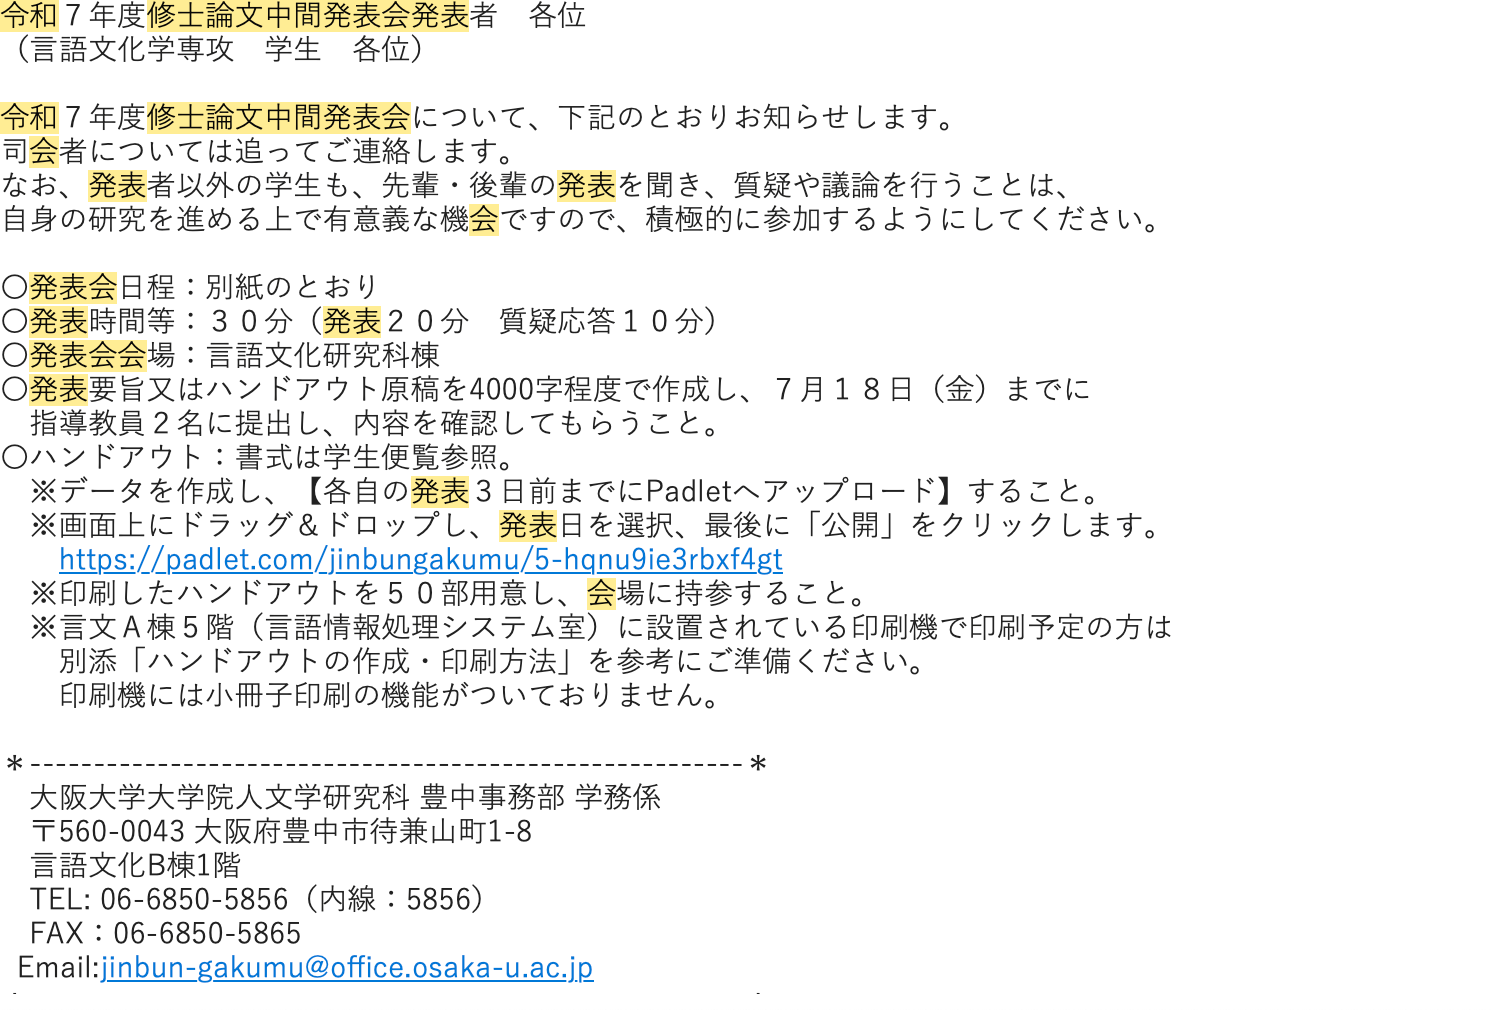 令和７年度修士論文中間発表会発表者　各位
（言語文化学専攻　学生　各位）
令和７年度修士論文中間発表会について、下記のとおりお知らせします。
司会者については追ってご連絡します。
なお、発表者以外の学生も、先輩・後輩の発表を聞き、質疑や議論を行うことは、
自身の研究を進める上で有意義な機会ですので、積極的に参加するようにしてください。
〇発表会日程：別紙のとおり
〇発表時間等：３０分（発表２０分　質疑応答１０分）
〇発表会会場：言語文化研究科棟
〇発表要旨又はハンドアウト原稿を4000字程度で作成し、７月１８日（金）までに
　指導教員２名に提出し、内容を確認してもらうこと。
〇ハンドアウト：書式は学生便覧参照。
　※データを作成し、【各自の発表３日前までにPadletへアップロード】すること。
　※画面上にドラッグ＆ドロップし、発表日を選択、最後に「公開」をクリックします。
　　https://padlet.com/jinbungakumu/5-hqnu9ie3rbxf4gt
　※印刷したハンドアウトを５０部用意し、会場に持参すること。
　※言文Ａ棟５階（言語情報処理システム室）に設置されている印刷機で印刷予定の方は
　　別添「ハンドアウトの作成・印刷方法」を参考にご準備ください。
　　印刷機には小冊子印刷の機能がついておりません。
＊--------------------------------------------------------＊
　大阪大学大学院人文学研究科 豊中事務部 学務係
　〒560-0043 大阪府豊中市待兼山町1-8
　言語文化B棟1階
　TEL: 06-6850-5856（内線：5856）
　FAX：06-6850-5865
  Email:jinbun-gakumu@office.osaka-u.ac.jp